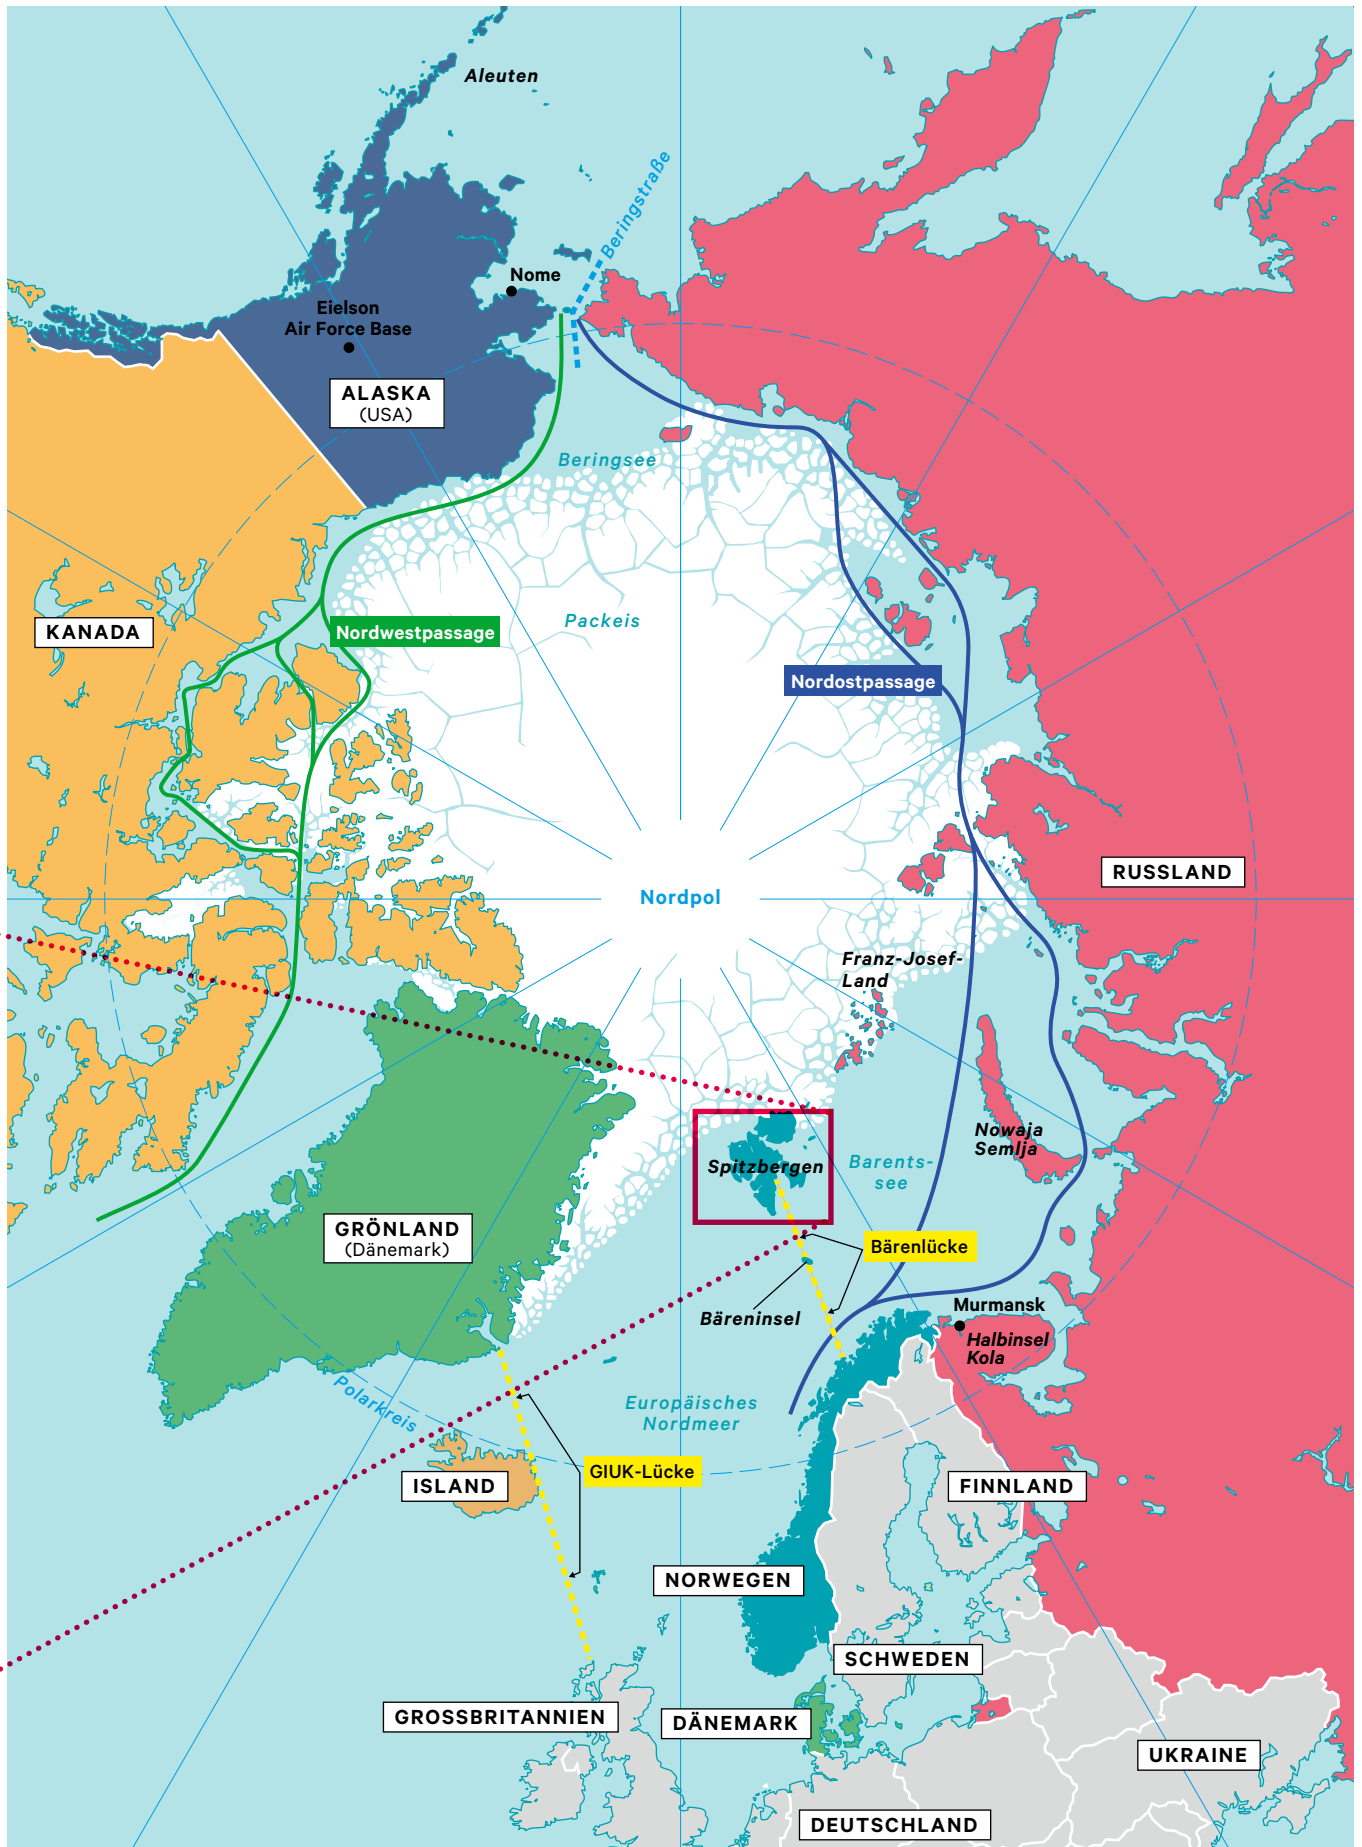 Aleuten
Beringstraße
Nome
Eielson
Air Force Base
ALASKA
(USA)
Beringsee
Packeis
KANADA
Nordwestpassage
Nordostpassage
RUSSLAND
Nordpol
Franz-Josef-
Land
Nowaja
Semlja
Spitzbergen
Barents-
see
GRÖNLAND
(Dänemark)
Bärenlücke
Bäreninsel
Murmansk
Halbinsel
Kola
Polarkreis
Europäisches
Nordmeer
GIUK-Lücke
ISLAND
FINNLAND
NORWEGEN
SCHWEDEN
GROSSBRITANNIEN
DÄNEMARK
UKRAINE
DEUTSCHLAND